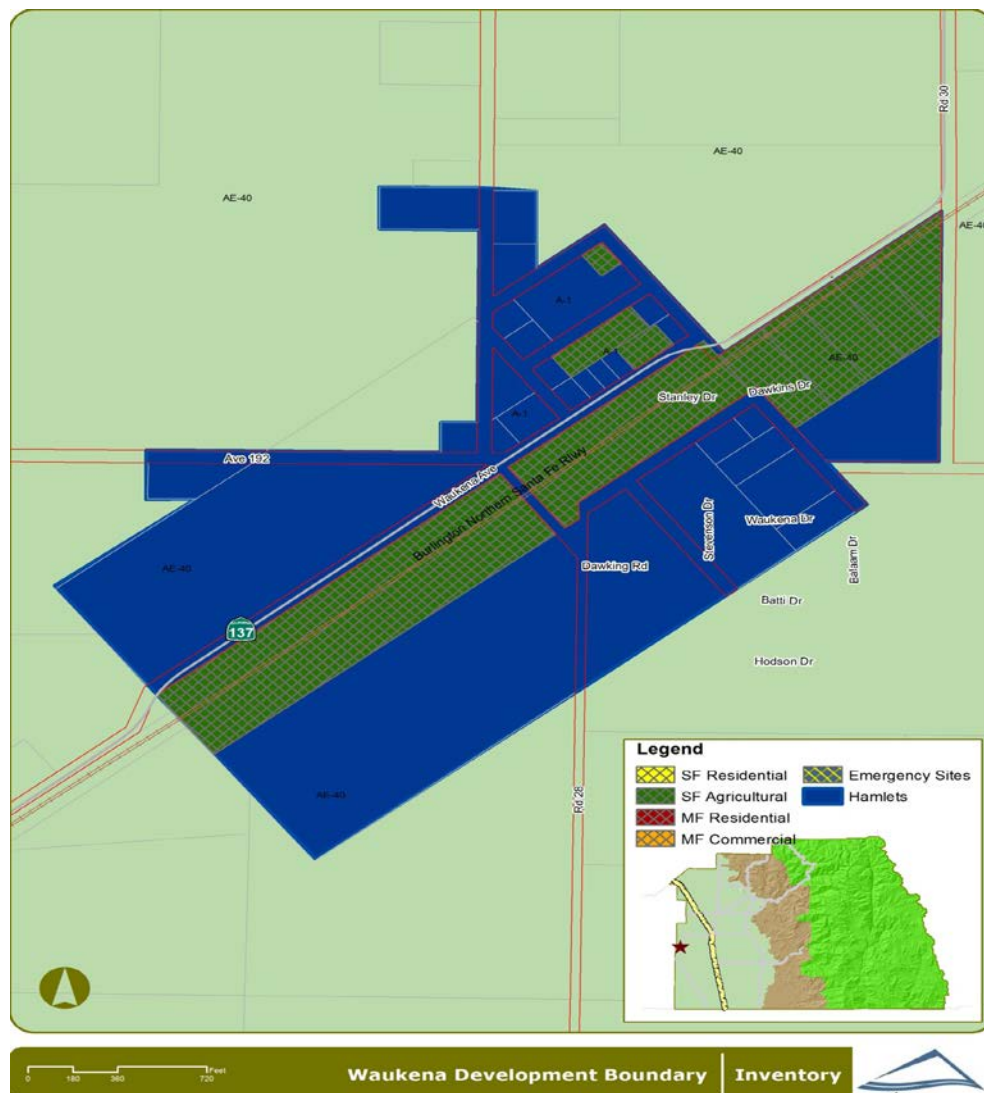 Rd 30
AE-40
AE-40
AE-40
A-1
A-1
AE-40
Stanley Dr
Dawkins Dr
A-1
Ave 192
Waukena Ave
Burlington Northern Santa Fe Rlwy
Stevenson Dr
Waukena Dr
Balaam Dr
Dawking Rd
AE-40
Batti Dr
137
Hodson Dr
AE-40
Rd 28
Legend
SF Residential
SF Agricultural
MF Residential
MF Commercial
Emergency Sites
Hamlets
0 180 360 720 Feet
Waukena Development Boundary | Inventory